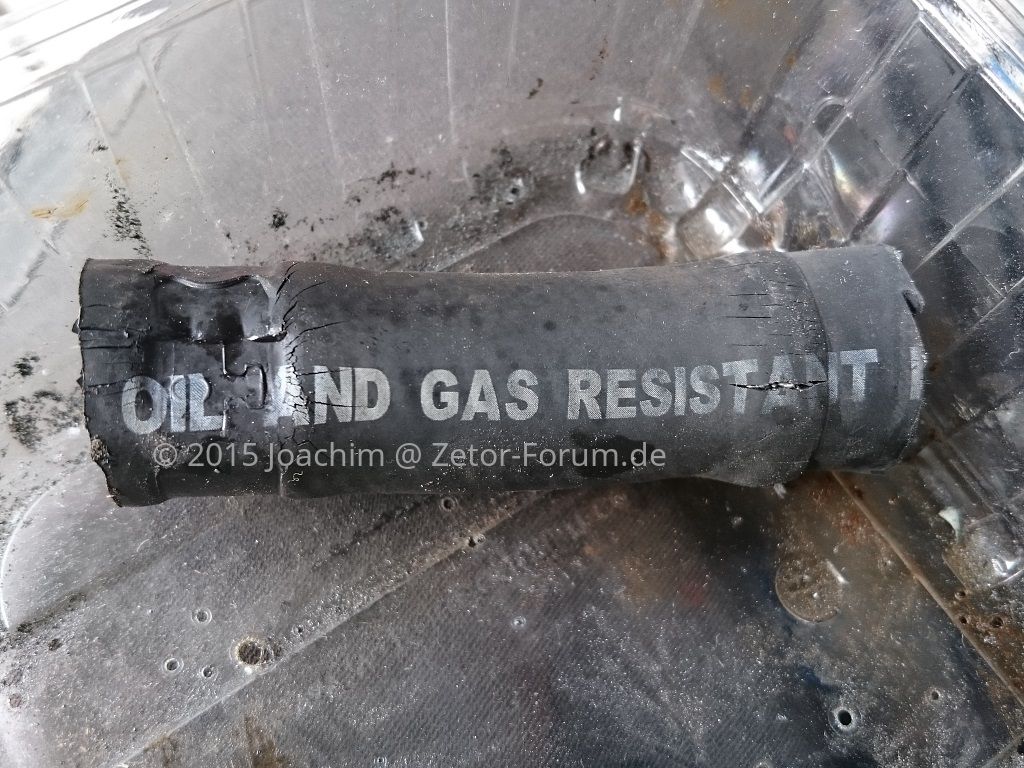 OIL AND GAS RESISTANT
© 2015 Joachim @ Zetor-Forum.de